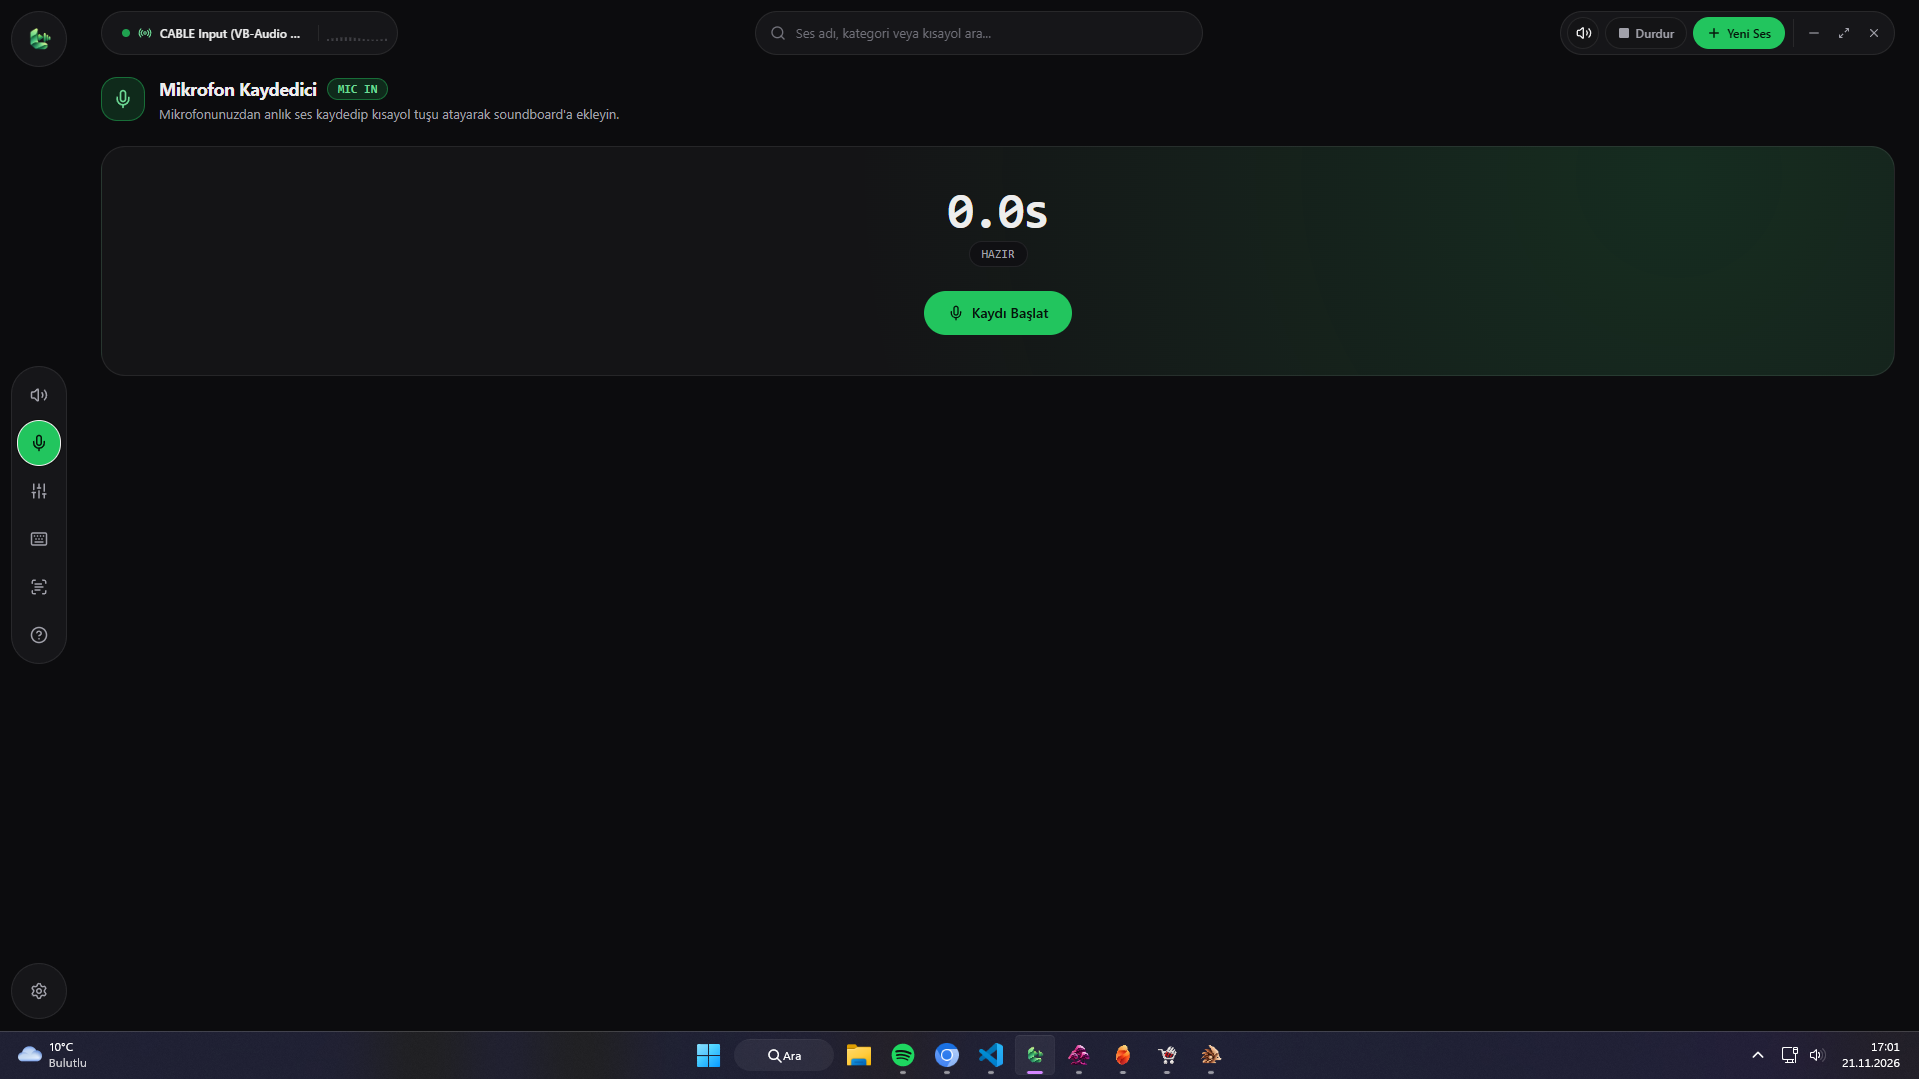 CABLE Input (VB-Audio ...
Ses adı, kategori veya kısayol ara...
Durdur
Yeni Ses
Mikrofon Kaydedici
MIC IN
Mikrofonunuzdan anlık ses kaydedip kısayol tuşu atayarak soundboard'a ekleyin.
0.0s
HAZIR
Kaydı Başlat
10°C
Bulutlu
Ara
17:01
21.11.2026